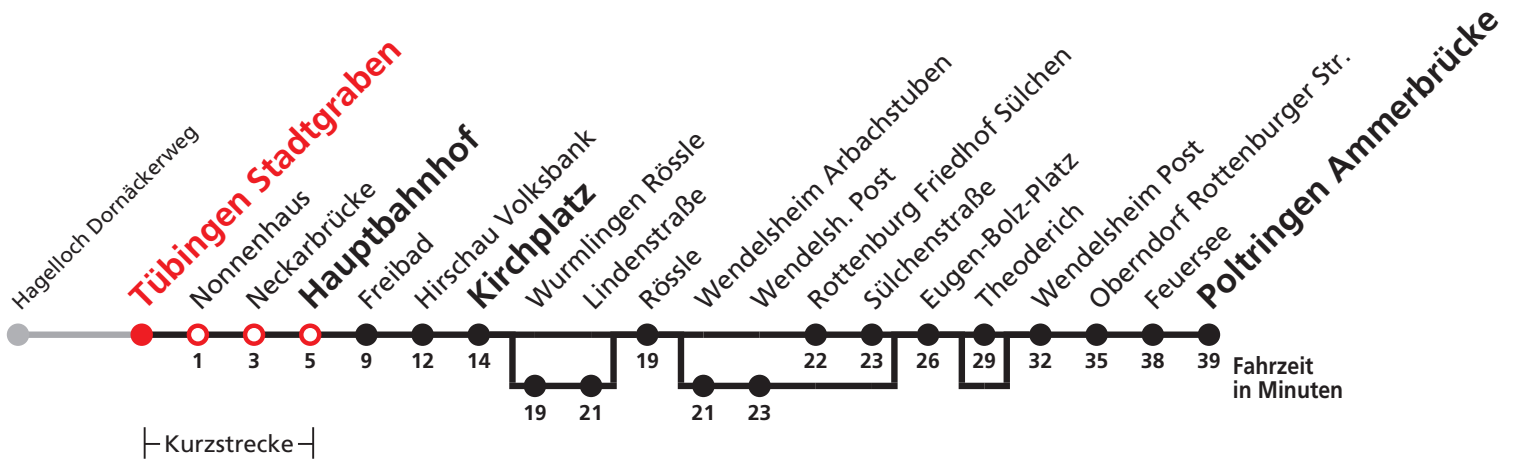 Hagelloch Dornäckerweg
Tübingen Stadtgraben
Nonnenhaus
Neckarbrücke
Hauptbahnhof
Freibad
Hirschau Volksbank
Kirchplatz
Wurmlingen Rössle
Lindenstraße
Rössle
Wendelsheim Arbachstuben
Wendelsh. Post
Rottenburg Friedhof Sülchen
Sülchenstraße
Eugen-Bolz-Platz
Theoderich
Wendelsheim Post
Oberndorf Rottenburger Str.
Feuersee
Poltringen Ammerbrücke
1 3 5 9 12 14 19 22 23 26 29 32 35 38 39
Fahrzeit
in Minuten
19 21 21 23
Kurzstrecke